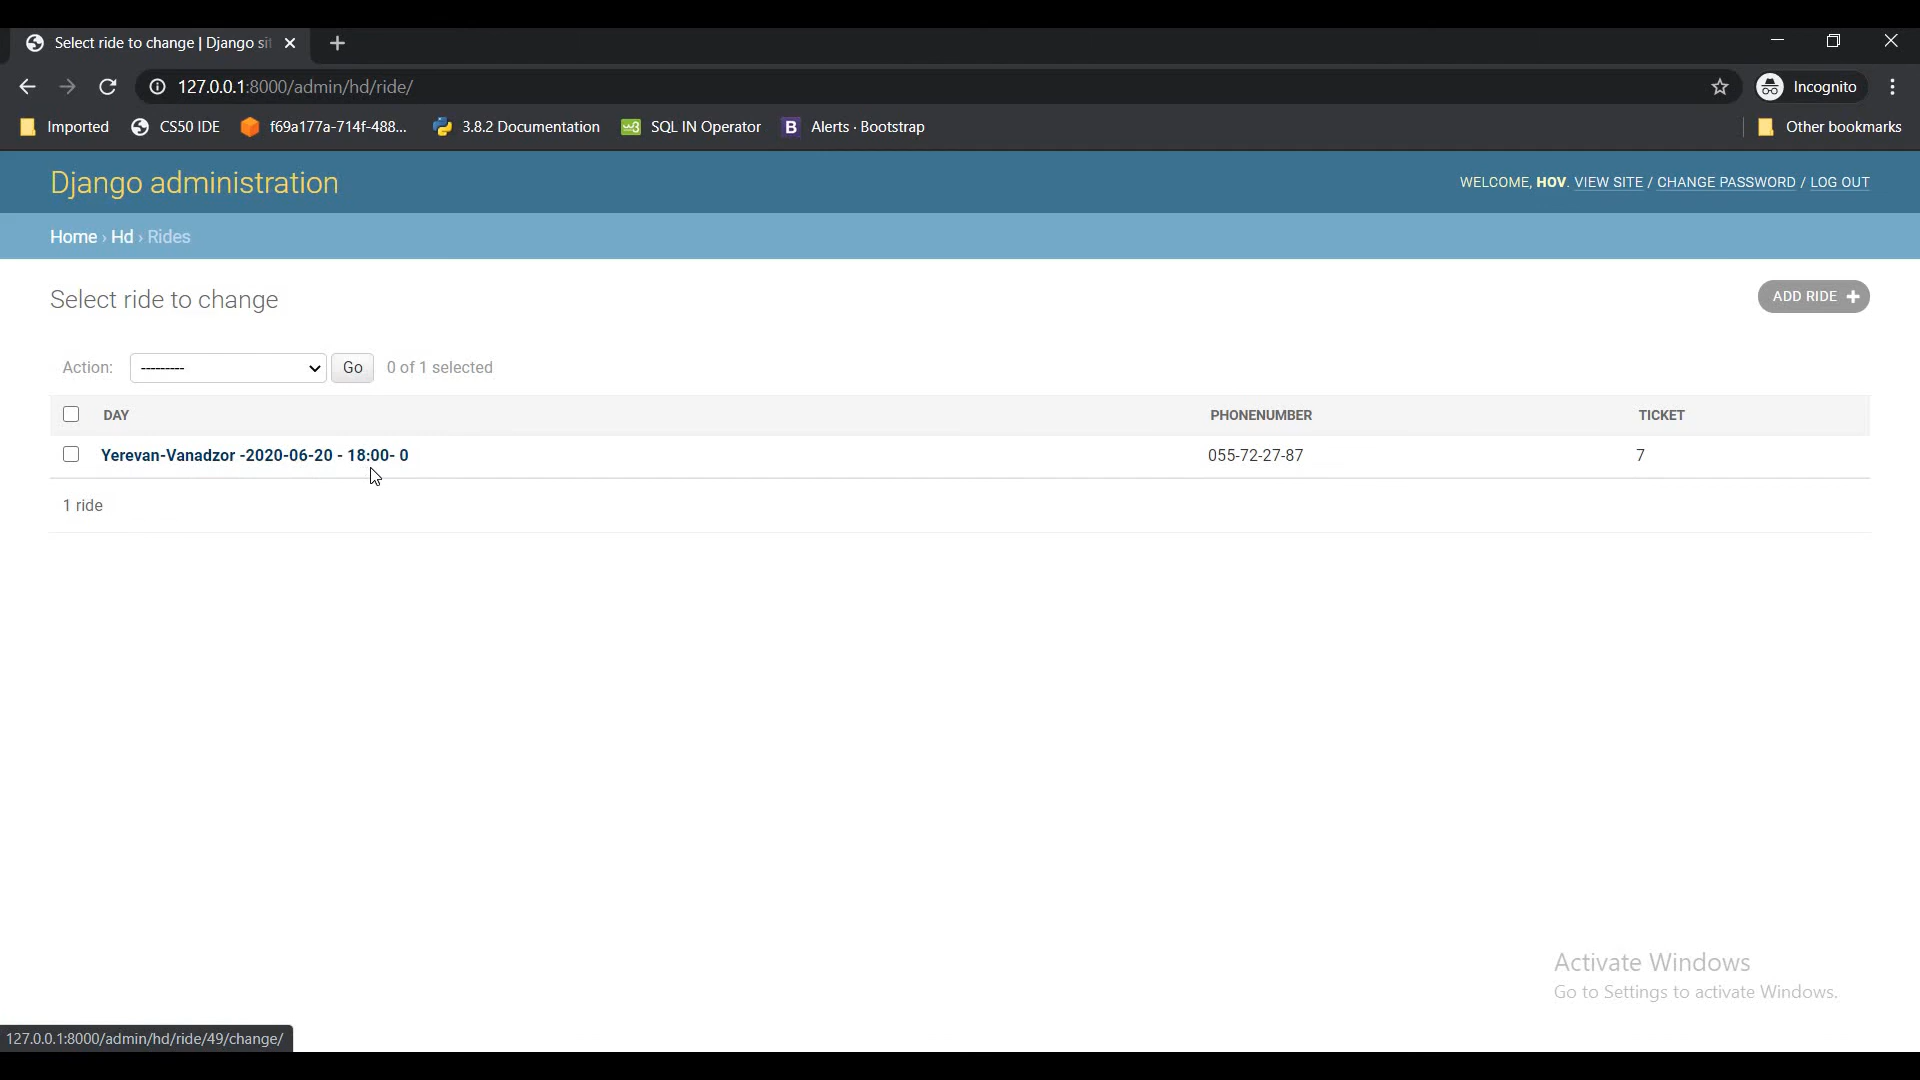 Select ride to change | Django sit
127.0.0.1:8000/admin/hd/ride/
Incognito
Imported
CS50 IDE
f69a177a-714f-488...
3.8.2 Documentation
SQL IN Operator
Alerts · Bootstrap
Other bookmarks
Django administration
WELCOME, HOV. VIEW SITE / CHANGE PASSWORD / LOG OUT
Home › Hd › Rides
Select ride to change
ADD RIDE +
Action: --------- Go 0 of 1 selected
DAY PHONENUMBER TICKET
Yerevan-Vanadzor -2020-06-20 - 18:00- 0 055-72-27-87 7
1 ride
Activate Windows
Go to Settings to activate Windows.
127.0.0.1:8000/admin/hd/ride/49/change/